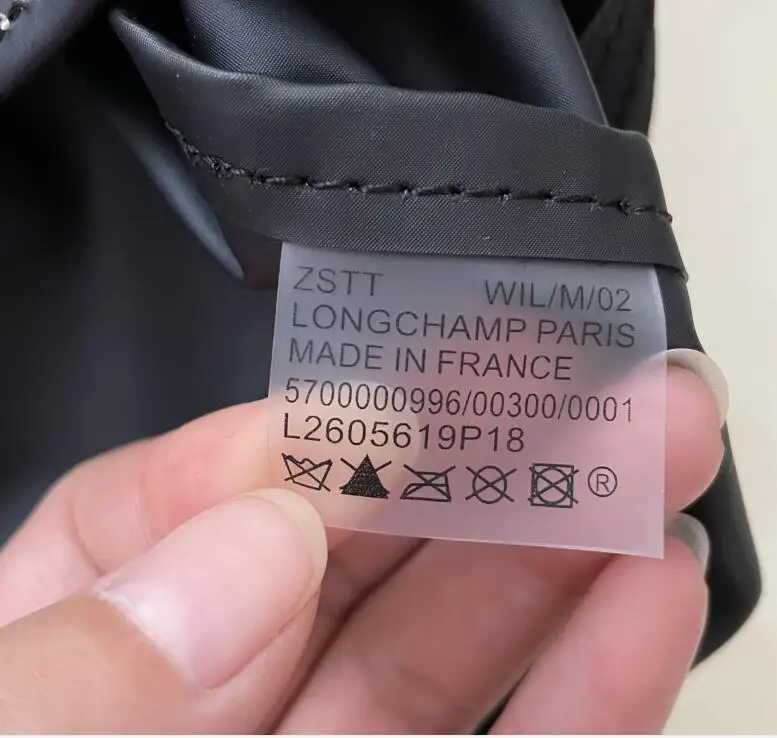 ZSTT WIL/M/02
LONGCHAMP PARIS
MADE IN FRANCE
5700000996/00300/0001
L2605619P18
®